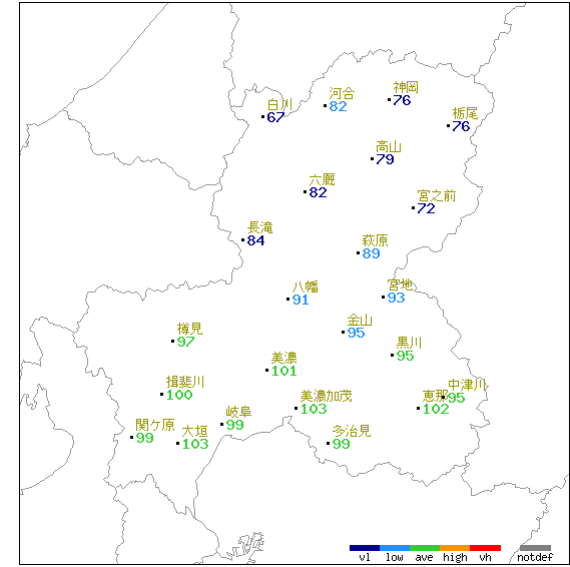 神岡
76
河合
82
白川
67
栃尾
76
高山
79
六厩
82
宮之前
72
長滝
84
萩原
89
宮地
93
八幡
91
金山
95
樽見
97
黒川
95
美濃
101
中津川
95
揖斐川
100
美濃加茂
103
恵那
102
岐阜
99
関ケ原
99
大垣
103
多治見
99
vl low ave high vh notdef